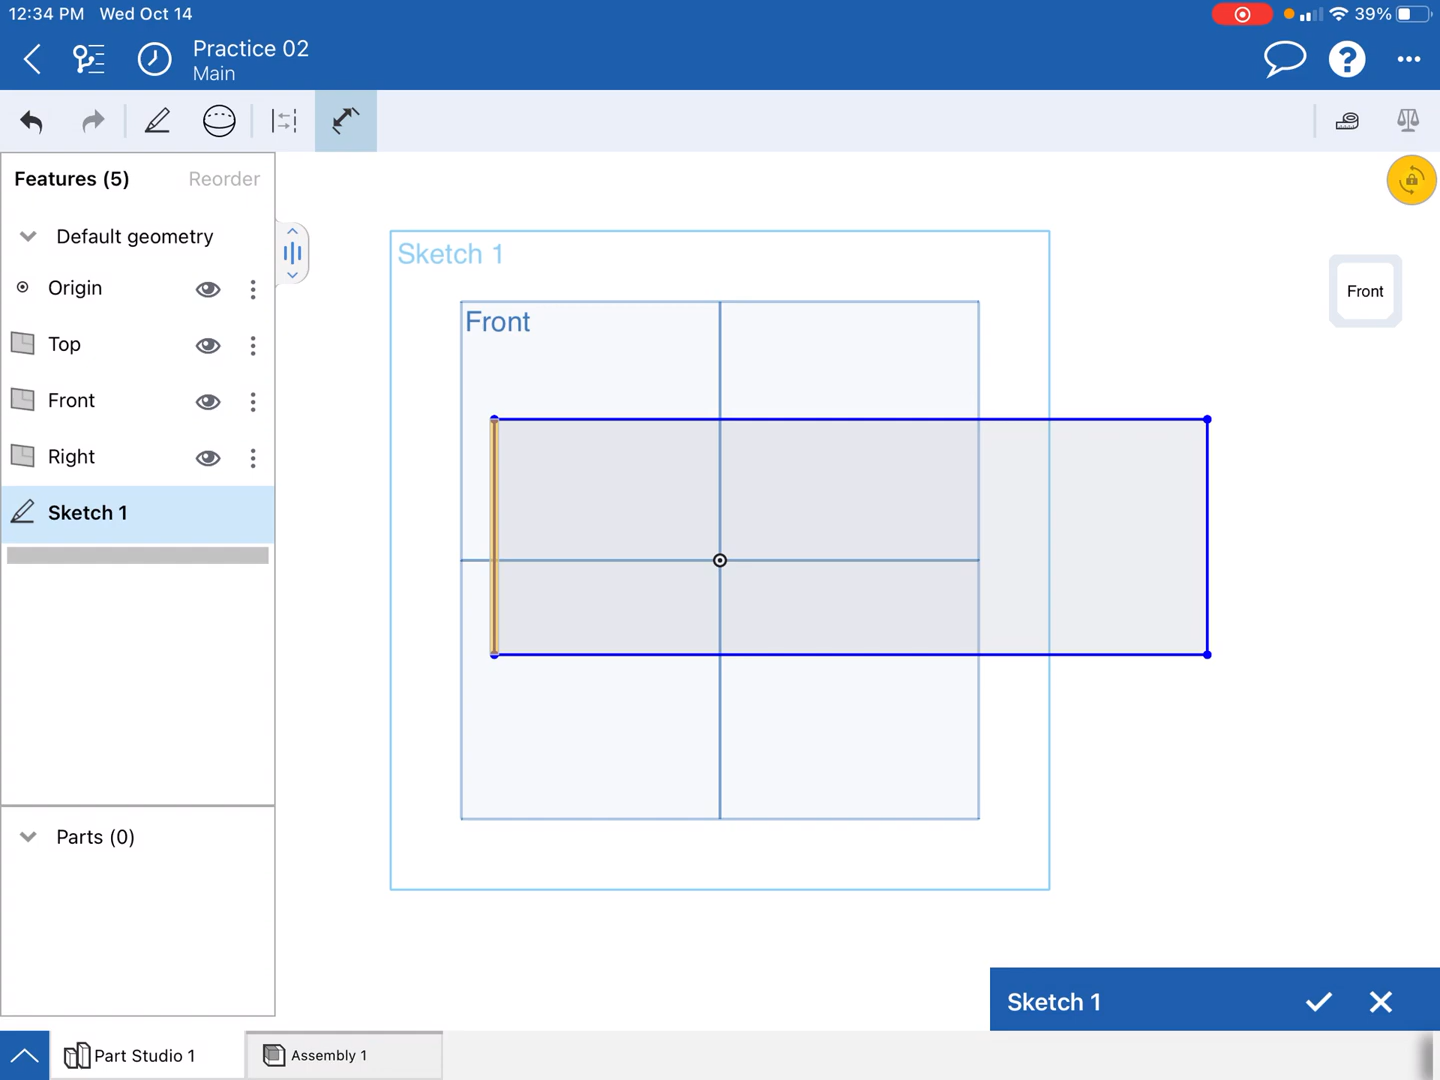 12:34 PM Wed Oct 14
39%
Practice 02
Main
Features (5)
Reorder
Default geometry
Origin
Top
Front
Right
Sketch 1
Parts (0)
Sketch 1
Front
Front
Sketch 1
Part Studio 1
Assembly 1